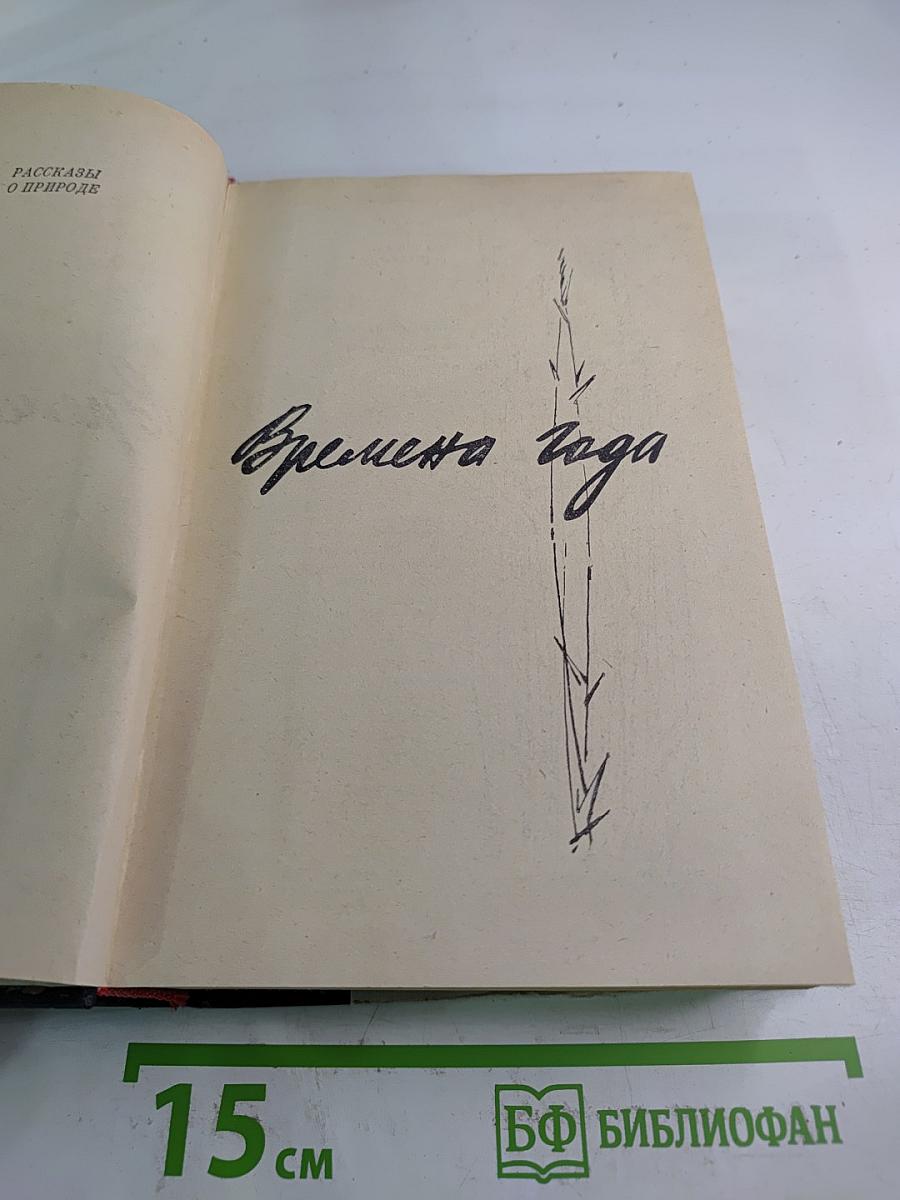 РАССКАЗЫ
О ПРИРОДЕ
Времена года
15 см
БФ БИБЛИОФАН